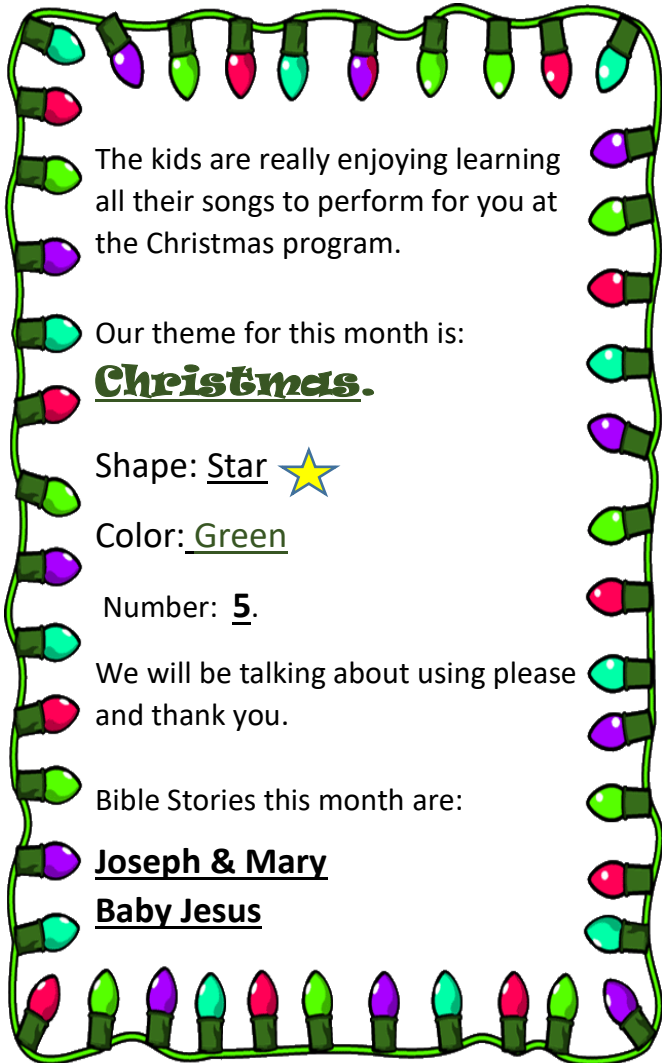 The kids are really enjoying learning
all their songs to perform for you at
the Christmas program.
Our theme for this month is:
Christmas.
Shape: Star
Color: Green
Number: 5.
We will be talking about using please
and thank you.
Bible Stories this month are:
Joseph & Mary
Baby Jesus